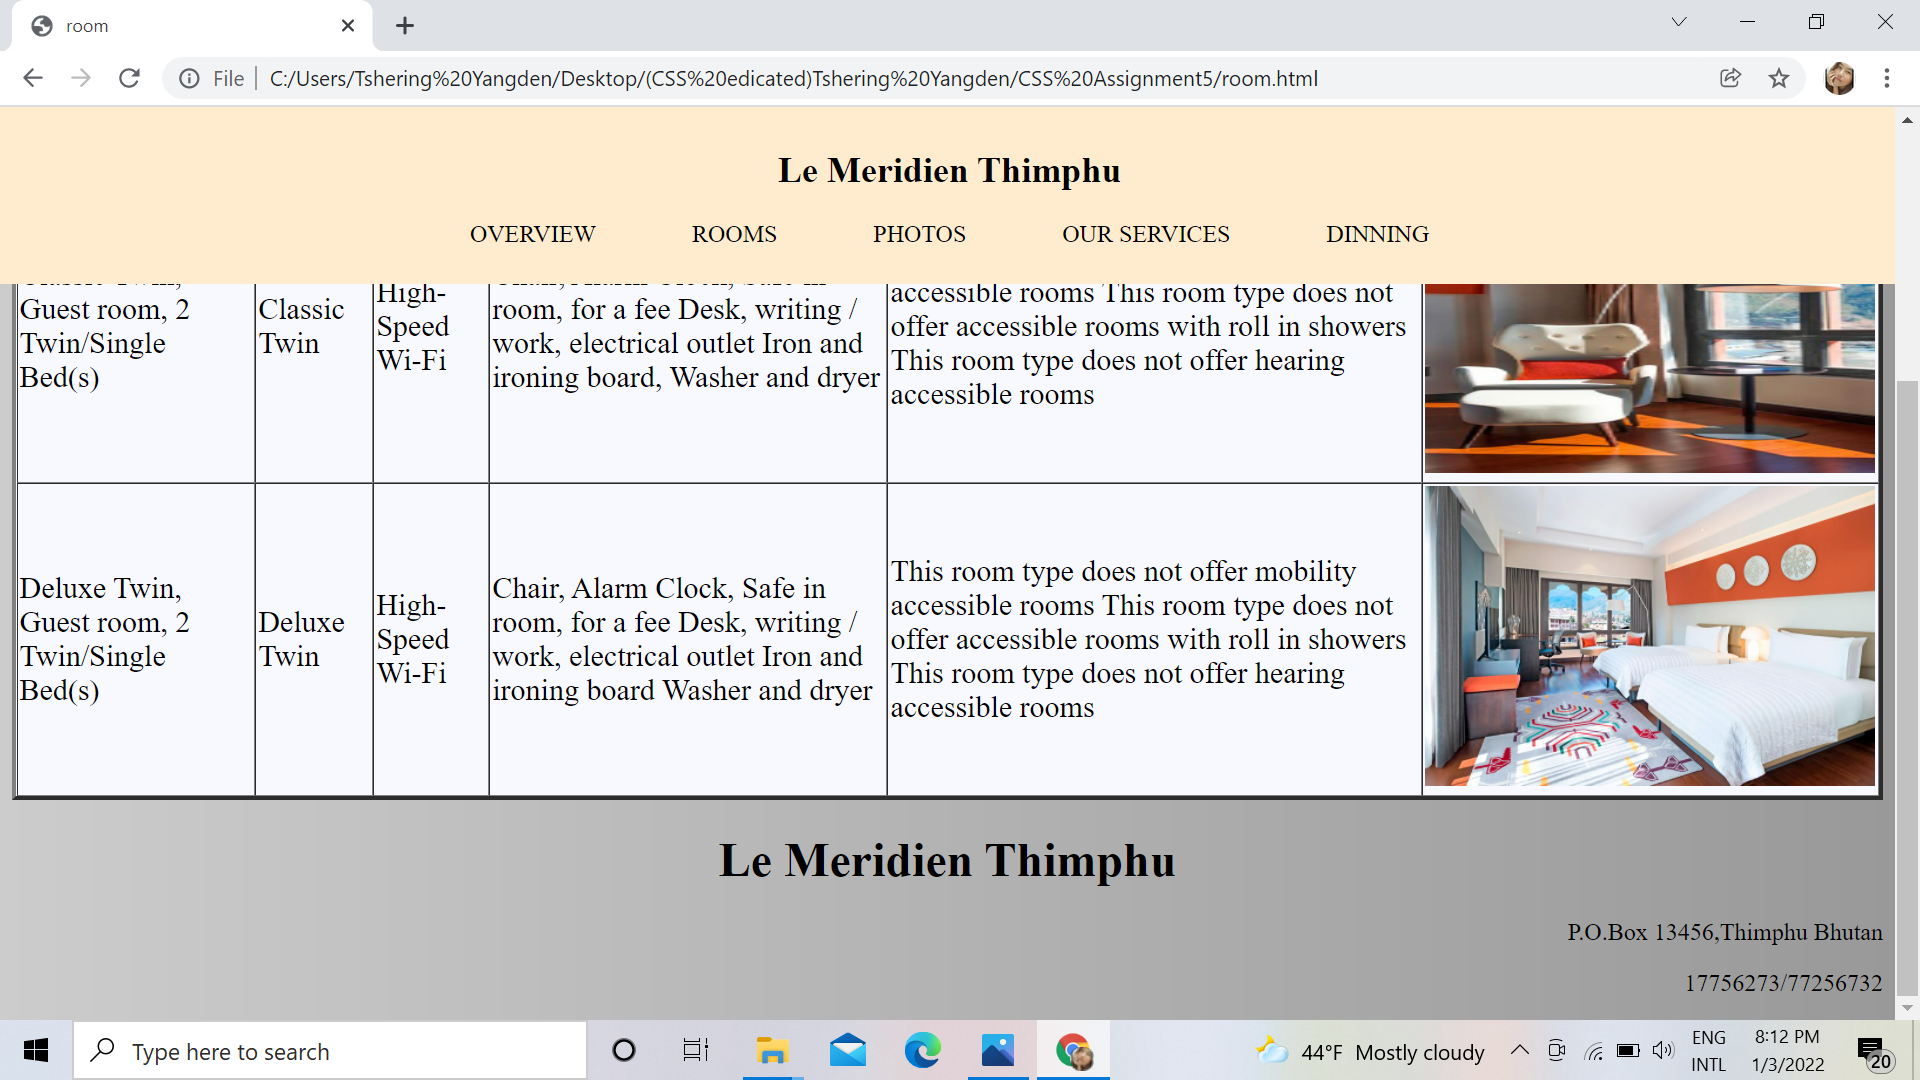 room
File
C:/Users/Tshering%20Yangden/Desktop/(CSS%20edicated)Tshering%20Yangden/CSS%20Assignment5/room.html
Le Meridien Thimphu
OVERVIEW ROOMS PHOTOS OUR SERVICES DINNING
Guest room, 2
Twin/Single
Bed(s)
Classic
Twin
High-
Speed
Wi-Fi
room, for a fee Desk, writing /
work, electrical outlet Iron and
ironing board, Washer and dryer
accessible rooms This room type does not
offer accessible rooms with roll in showers
This room type does not offer hearing
accessible rooms
Deluxe Twin,
Guest room, 2
Twin/Single
Bed(s)
Deluxe
Twin
High-
Speed
Wi-Fi
Chair, Alarm Clock, Safe in
room, for a fee Desk, writing /
work, electrical outlet Iron and
ironing board Washer and dryer
This room type does not offer mobility
accessible rooms This room type does not
offer accessible rooms with roll in showers
This room type does not offer hearing
accessible rooms
Le Meridien Thimphu
P.O.Box 13456,Thimphu Bhutan
17756273/77256732
Type here to search
44°F Mostly cloudy
ENG
INTL
8:12 PM
1/3/2022
20